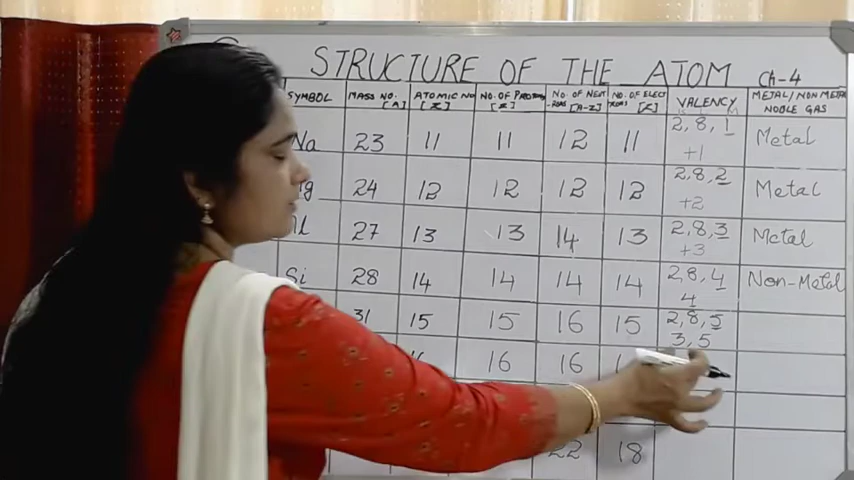 STRUCTURE OF THE ATOM Ch-4
SYMBOL MASS NO. [A] ATOMIC NO [Z] NO. OF PROTONS [Z] NO. OF NEUT -RONS [A-Z] NO. OF ELECT -RONS [Z] VALENCY METAL/NON METAL NOBLE GAS
Na 23 11 11 12 11 2,8,1 Metal
+1
24 12 12 12 12 2,8,2 Metal
+2
27 13 13 14 13 2,8,3 Metal
+3
Si 28 14 14 14 14 2,8,4 Non-Metal
4
31 15 15 16 15 2,8,5
3,5
16 16
22 18